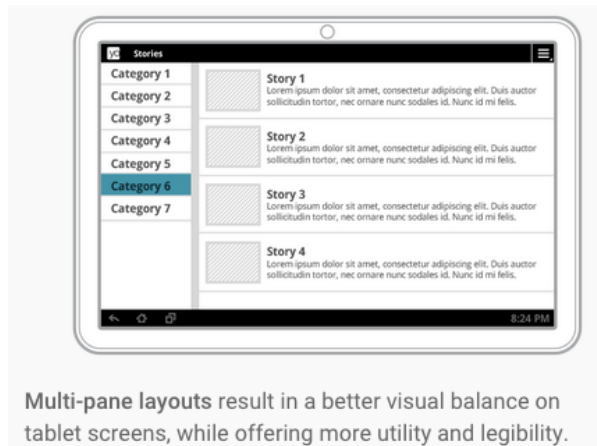 yo Stories
Category 1
Category 2
Category 3
Category 4
Category 5
Category 6
Category 7
Story 1
Lorem ipsum dolor sit amet, consectetur adipiscing elit. Duis auctor
sollicitudin tortor, nec ornare nunc sodales id. Nunc id mi felis.
Story 2
Lorem ipsum dolor sit amet, consectetur adipiscing elit. Duis auctor
sollicitudin tortor, nec ornare nunc sodales id. Nunc id mi felis.
Story 3
Lorem ipsum dolor sit amet, consectetur adipiscing elit. Duis auctor
sollicitudin tortor, nec ornare nunc sodales id. Nunc id mi felis.
Story 4
Lorem ipsum dolor sit amet, consectetur adipiscing elit. Duis auctor
sollicitudin tortor, nec ornare nunc sodales id. Nunc id mi felis.
8:24 PM
Multi-pane layouts result in a better visual balance on
tablet screens, while offering more utility and legibility.